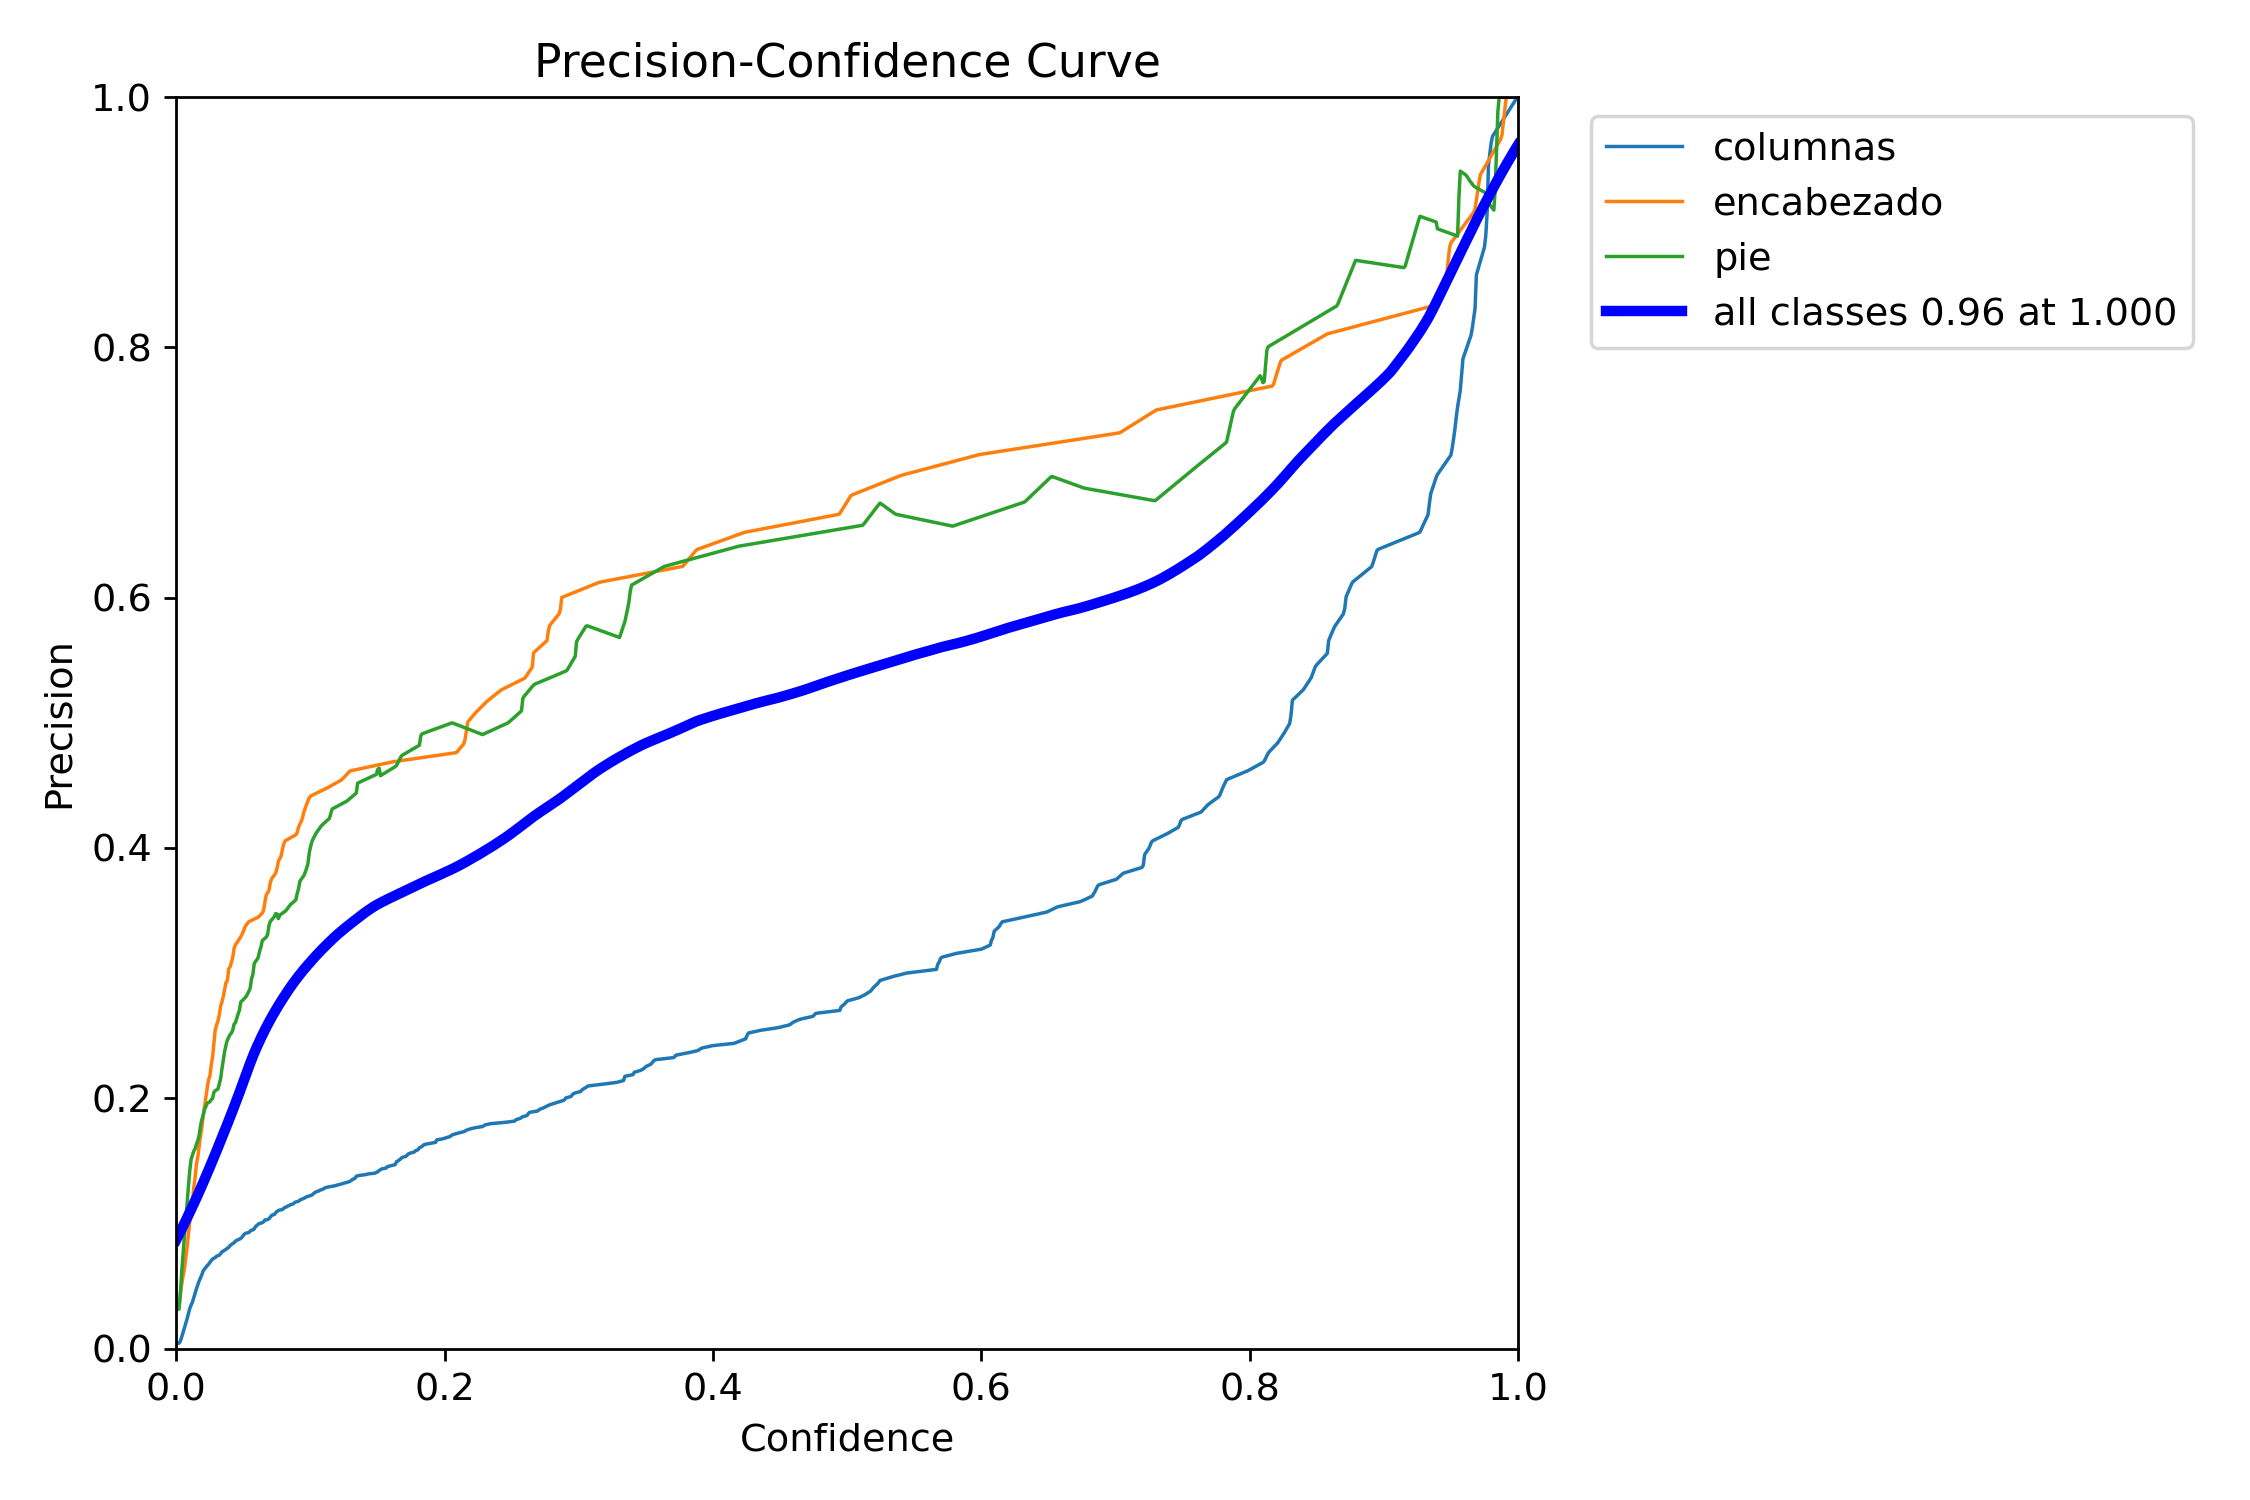 Precision-Confidence Curve
columnas
encabezado
pie
all classes 0.96 at 1.000
Precision
1.0
0.8
0.6
0.4
0.2
0.0
0.0 0.2 0.4 0.6 0.8 1.0
Confidence